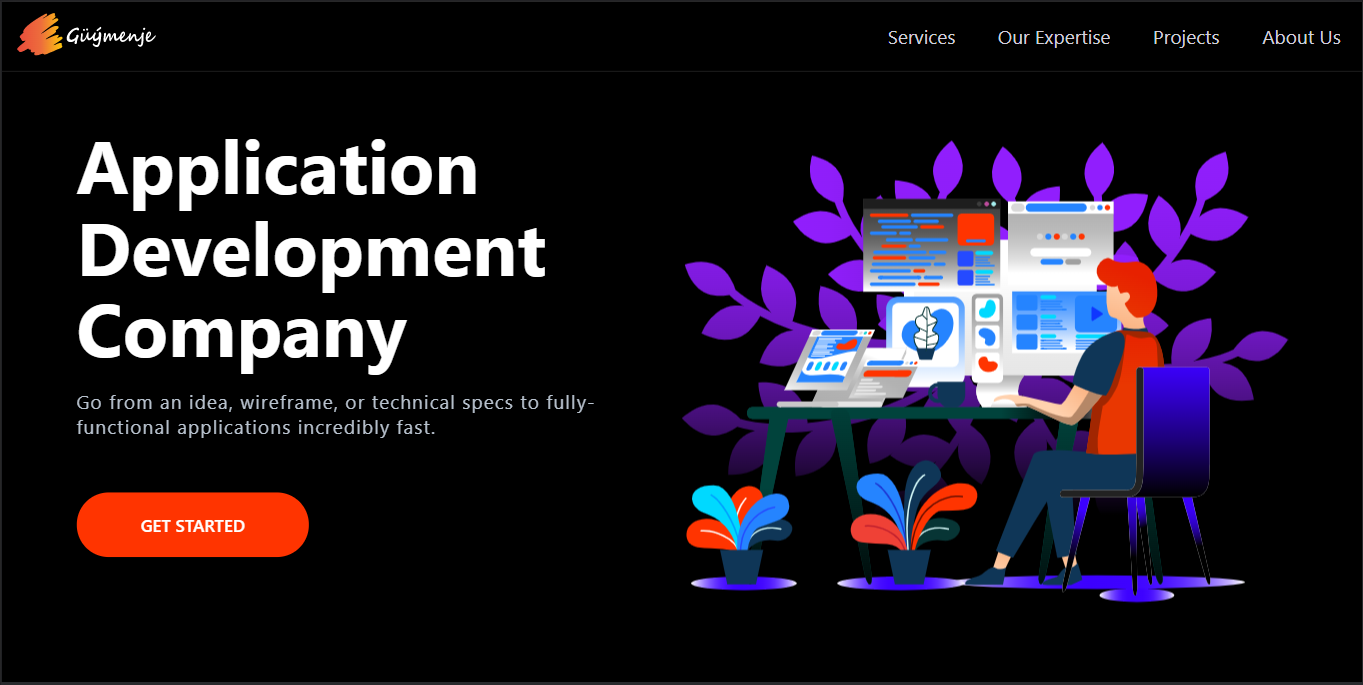 Güýmenje
Services
Our Expertise
Projects
About Us
Application
Development
Company
Go from an idea, wireframe, or technical specs to fully-
functional applications incredibly fast.
GET STARTED